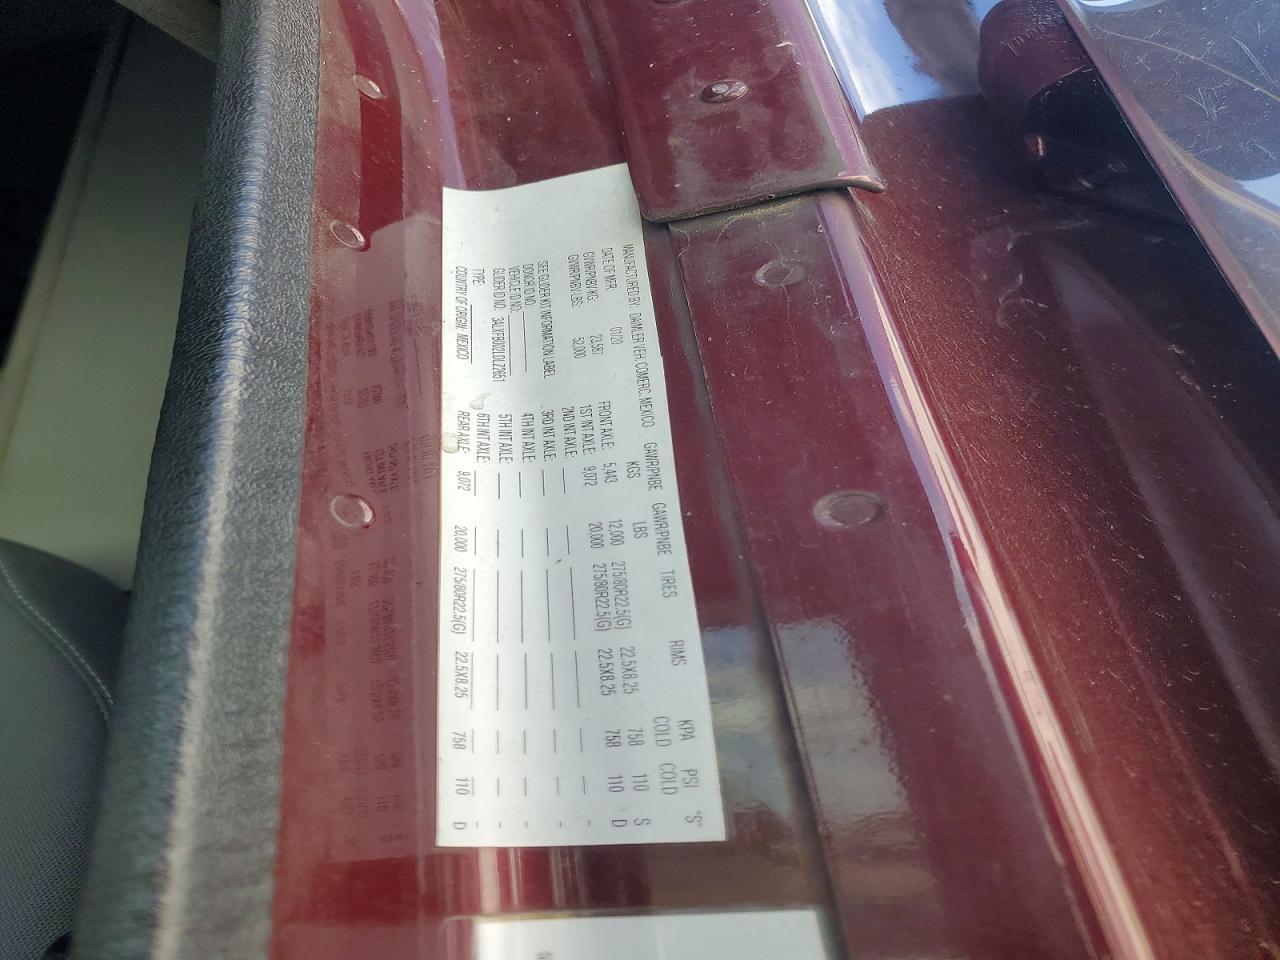 MANUFACTURED BY: DAIMLER VEH. COMERC. MEXICO
DATE OF MFR 01/20
GVWR/PNBV-KG: 23,587
GVWR/PNBV-LBS: 52,000
SEE GLIDER KIT INFORMATION LABEL
DONOR ID NO:
VEHICLE ID NO:
GLIDER ID NO:
TYPE:
COUNTRY OF ORIGIN: MEXICO
GAWR/PNBE KGS GAWR/PNBE LBS TIRES RIMS KPA COLD PSI COLD "S"
FRONT AXLE: 5,443 12,000 275/80R22.5(G) 22.5X8.25 758 110 S
1ST INT AXLE: 9,072 20,000 275/80R22.5(G) 22.5X8.25 758 110 D
2ND INT AXLE: -
3RD INT AXLE: -
4TH INT AXLE: -
5TH INT AXLE: -
6TH INT AXLE: -
REAR AXLE: 9,072 20,000 275/80R22.5(G) 22.5X8.25 758 110 D